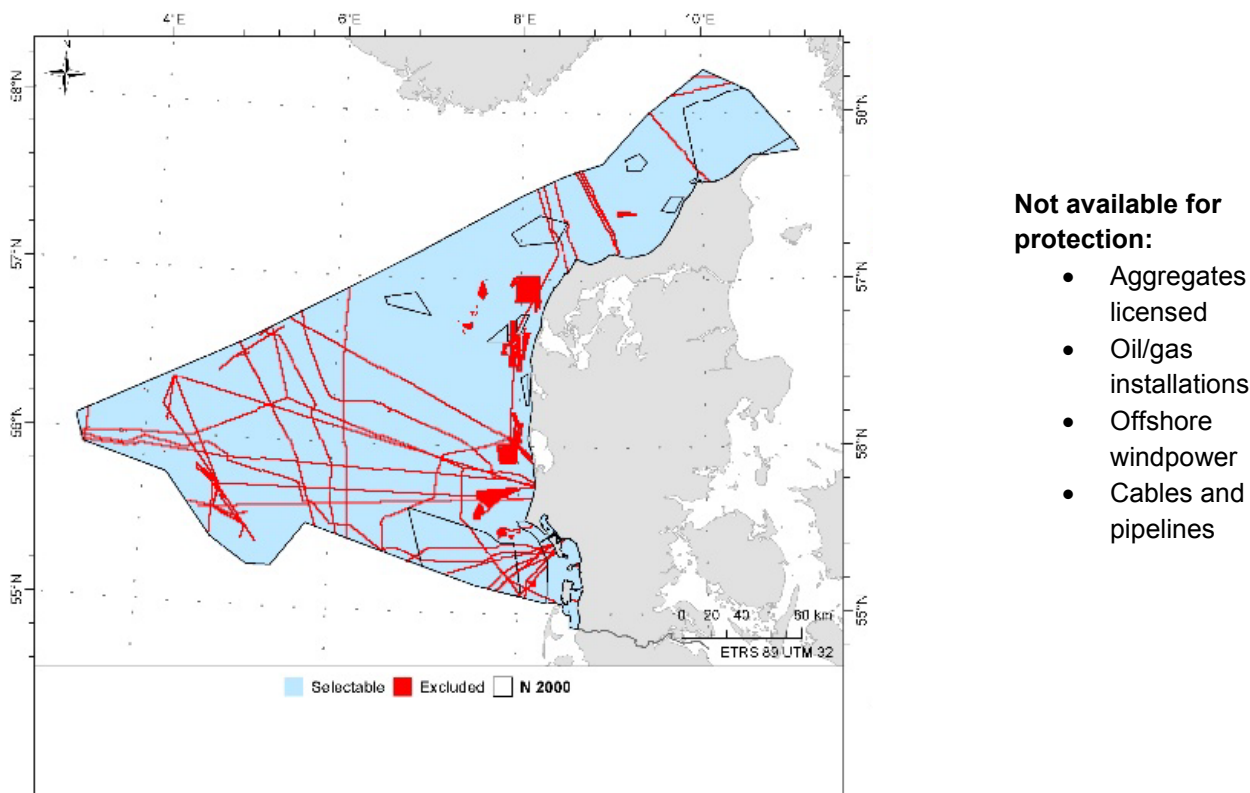 4°E 6°E 8°E 10°E
58°N
57°N
56°N
55°N
58°N
57°N
56°N
55°N
0 20 40 80 km
ETRS 89 UTM 32
Selectable Excluded N 2000
Not available for
protection:
• Aggregates
licensed
• Oil/gas
installations
• Offshore
windpower
• Cables and
pipelines